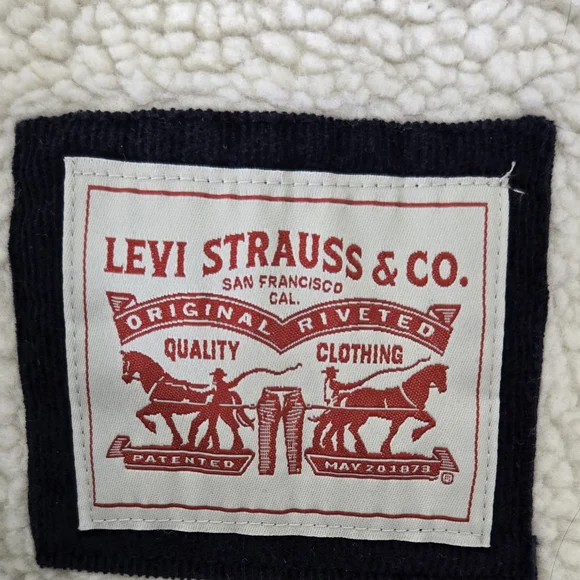 LEVI STRAUSS & CO.
SAN FRANCISCO
CAL.
ORIGINAL RIVETED
QUALITY CLOTHING
PATENTED MAY 20 1873
®